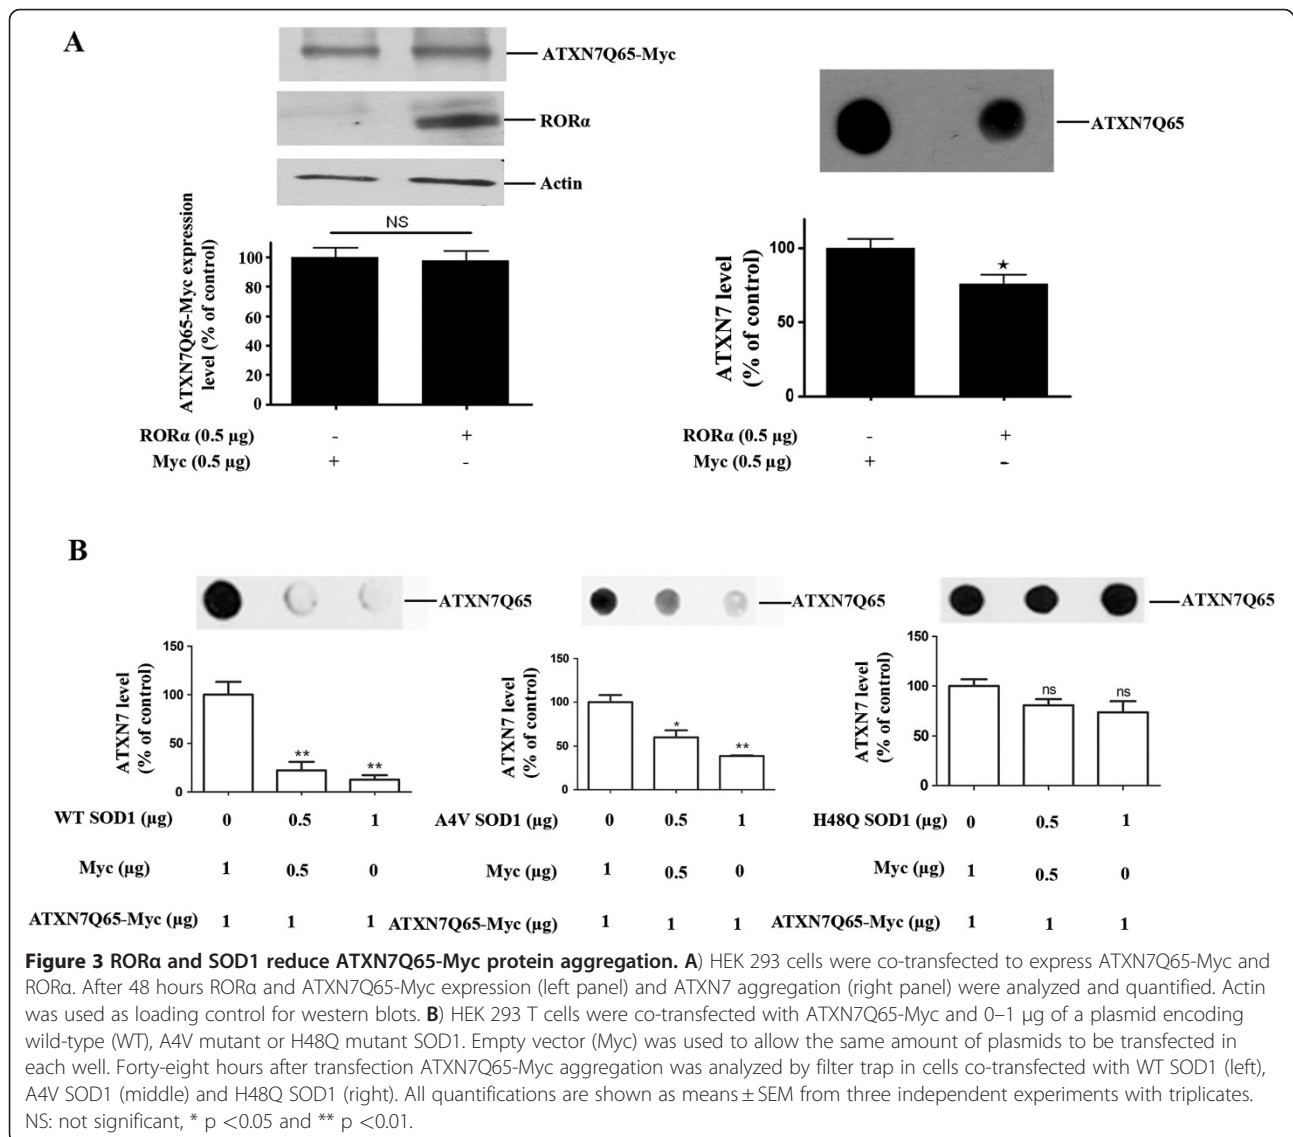 A
ATXN7Q65-Myc
RORα
Actin
ATXN7Q65-Myc expression
level (% of control)
NS
100
80
60
40
20
0
RORα (0.5 µg) - +
Myc (0.5 µg) + -
ATXN7Q65
ATXN7 level
(% of control)
100
50
0
★
RORα (0.5 µg) - +
Myc (0.5 µg) + -
B
ATXN7Q65
ATXN7 level
(% of control)
150
100
50
0
** **
WT SOD1 (µg) 0 0.5 1
Myc (µg) 1 0.5 0
ATXN7Q65-Myc (µg) 1 1 1
ATXN7Q65
ATXN7 level
(% of control)
150
100
50
0
* **
A4V SOD1 (µg) 0 0.5 1
Myc (µg) 1 0.5 0
ATXN7Q65-Myc (µg) 1 1 1
ATXN7Q65
ATXN7 level
(% of control)
150
100
50
0
ns ns
H48Q SOD1 (µg) 0 0.5 1
Myc (µg) 1 0.5 0
ATXN7Q65-Myc (µg) 1 1 1
Figure 3 RORα and SOD1 reduce ATXN7Q65-Myc protein aggregation. A) HEK 293 cells were co-transfected to express ATXN7Q65-Myc and
RORα. After 48 hours RORα and ATXN7Q65-Myc expression (left panel) and ATXN7 aggregation (right panel) were analyzed and quantified. Actin
was used as loading control for western blots. B) HEK 293 T cells were co-transfected with ATXN7Q65-Myc and 0–1 µg of a plasmid encoding
wild-type (WT), A4V mutant or H48Q mutant SOD1. Empty vector (Myc) was used to allow the same amount of plasmids to be transfected in
each well. Forty-eight hours after transfection ATXN7Q65-Myc aggregation was analyzed by filter trap in cells co-transfected with WT SOD1 (left),
A4V SOD1 (middle) and H48Q SOD1 (right). All quantifications are shown as means ± SEM from three independent experiments with triplicates.
NS: not significant, * p <0.05 and ** p <0.01.